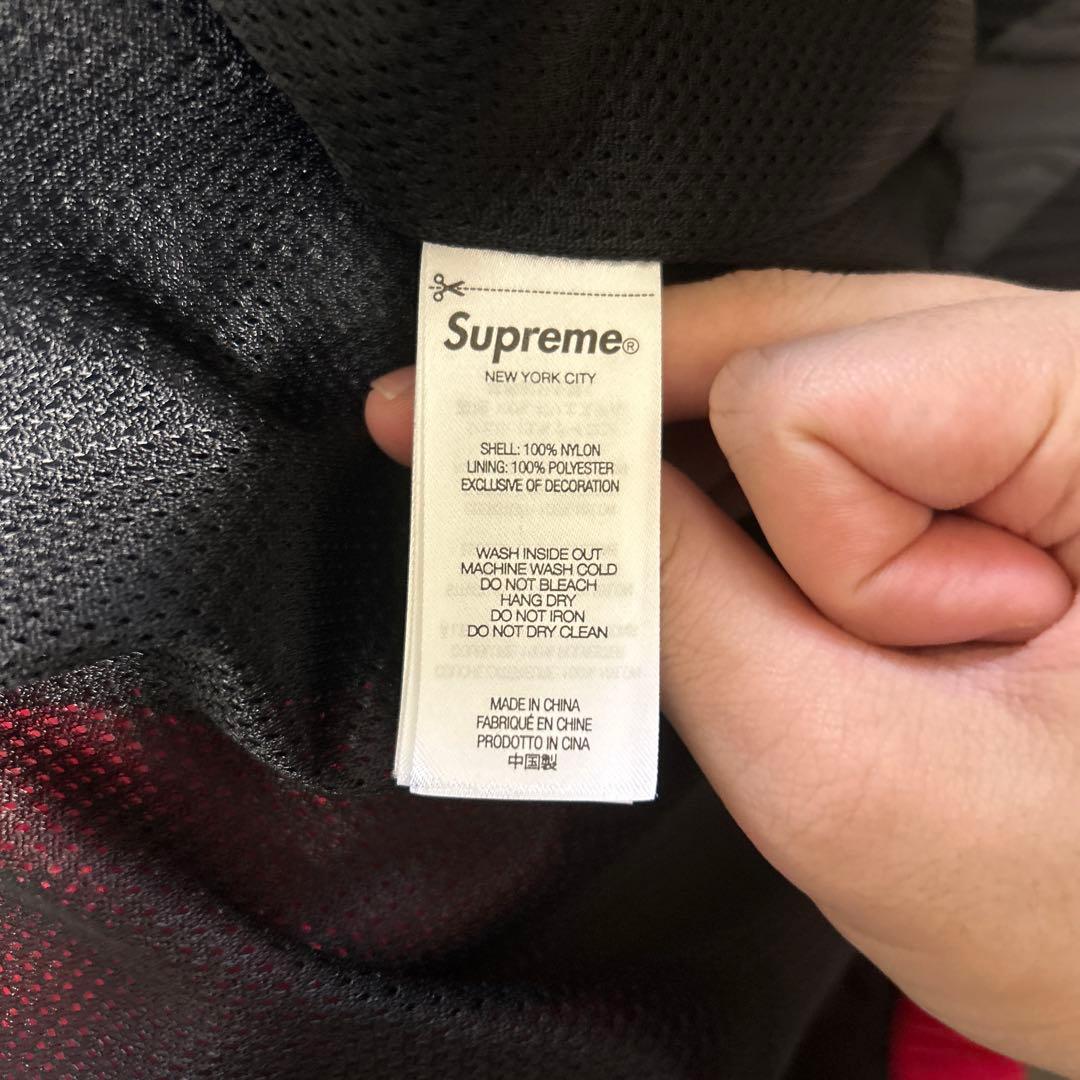 Supreme®
NEW YORK CITY
SHELL: 100% NYLON
LINING: 100% POLYESTER
EXCLUSIVE OF DECORATION
WASH INSIDE OUT
MACHINE WASH COLD
DO NOT BLEACH
HANG DRY
DO NOT IRON
DO NOT DRY CLEAN
MADE IN CHINA
FABRIQUÉ EN CHINE
PRODOTTO IN CINA
中国製